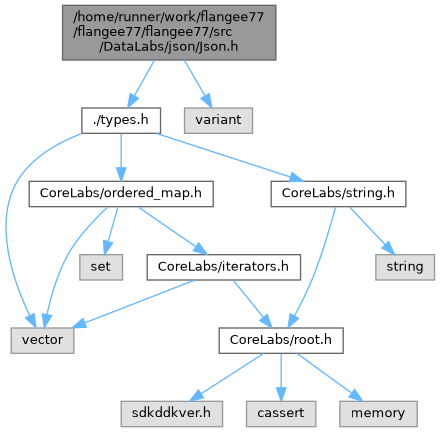 /home/runner/work/flangee77
/flangee77/flangee77/src
/DataLabs/json/Json.h
./types.h
variant
CoreLabs/ordered_map.h
CoreLabs/string.h
set
CoreLabs/iterators.h
string
vector
CoreLabs/root.h
sdkddkver.h
cassert
memory